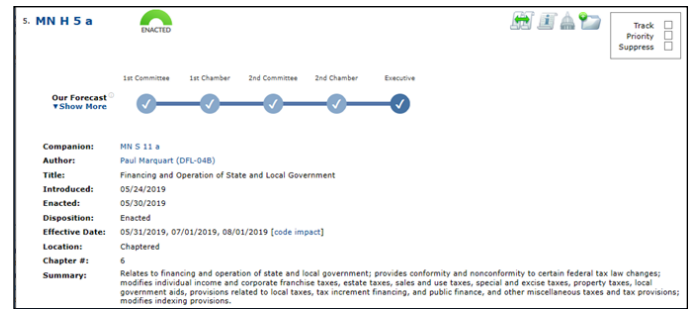 5. MN H 5 a
ENACTED
Track
Priority
Suppress
1st Committee 1st Chamber 2nd Committee 2nd Chamber Executive
Our Forecast
▼Show More
Companion: MN S 11 a
Author: Paul Marquart (DFL-04B)
Title: Financing and Operation of State and Local Government
Introduced: 05/24/2019
Enacted: 05/30/2019
Disposition: Enacted
Effective Date: 05/31/2019, 07/01/2019, 08/01/2019 [code impact]
Location: Chaptered
Chapter #: 6
Summary: Relates to financing and operation of state and local government; provides conformity and nonconformity to certain federal tax law changes;
modifies individual income and corporate franchise taxes, estate taxes, sales and use taxes, special and excise taxes, property taxes, local
government aids, provisions related to local taxes, tax increment financing, and public finance, and other miscellaneous taxes and tax provisions;
modifies indexing provisions.